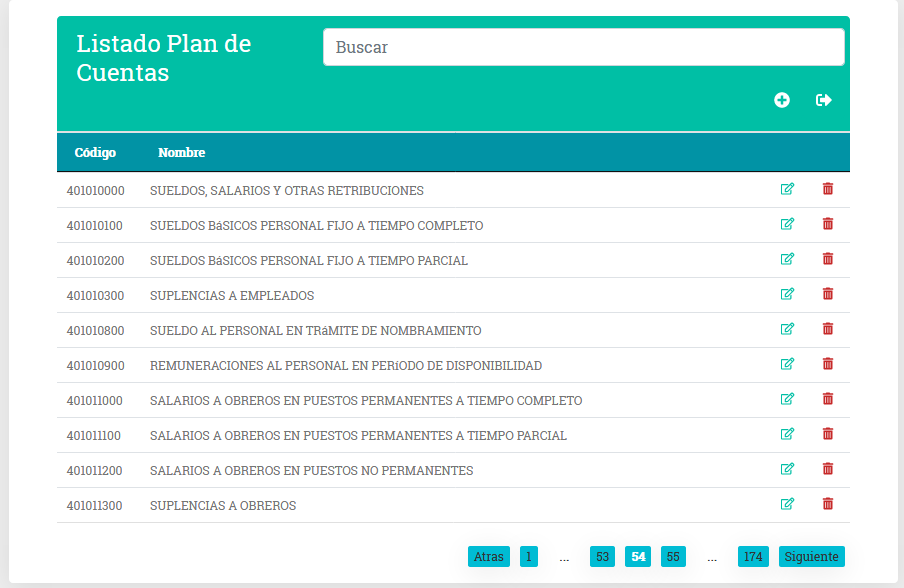 Listado Plan de
Cuentas
Buscar
Código Nombre
401010000 SUELDOS, SALARIOS Y OTRAS RETRIBUCIONES
401010100 SUELDOS BáSICOS PERSONAL FIJO A TIEMPO COMPLETO
401010200 SUELDOS BáSICOS PERSONAL FIJO A TIEMPO PARCIAL
401010300 SUPLENCIAS A EMPLEADOS
401010800 SUELDO AL PERSONAL EN TRáMITE DE NOMBRAMIENTO
401010900 REMUNERACIONES AL PERSONAL EN PERíODO DE DISPONIBILIDAD
401011000 SALARIOS A OBREROS EN PUESTOS PERMANENTES A TIEMPO COMPLETO
401011100 SALARIOS A OBREROS EN PUESTOS PERMANENTES A TIEMPO PARCIAL
401011200 SALARIOS A OBREROS EN PUESTOS NO PERMANENTES
401011300 SUPLENCIAS A OBREROS
Atras 1 ... 53 54 55 ... 174 Siguiente